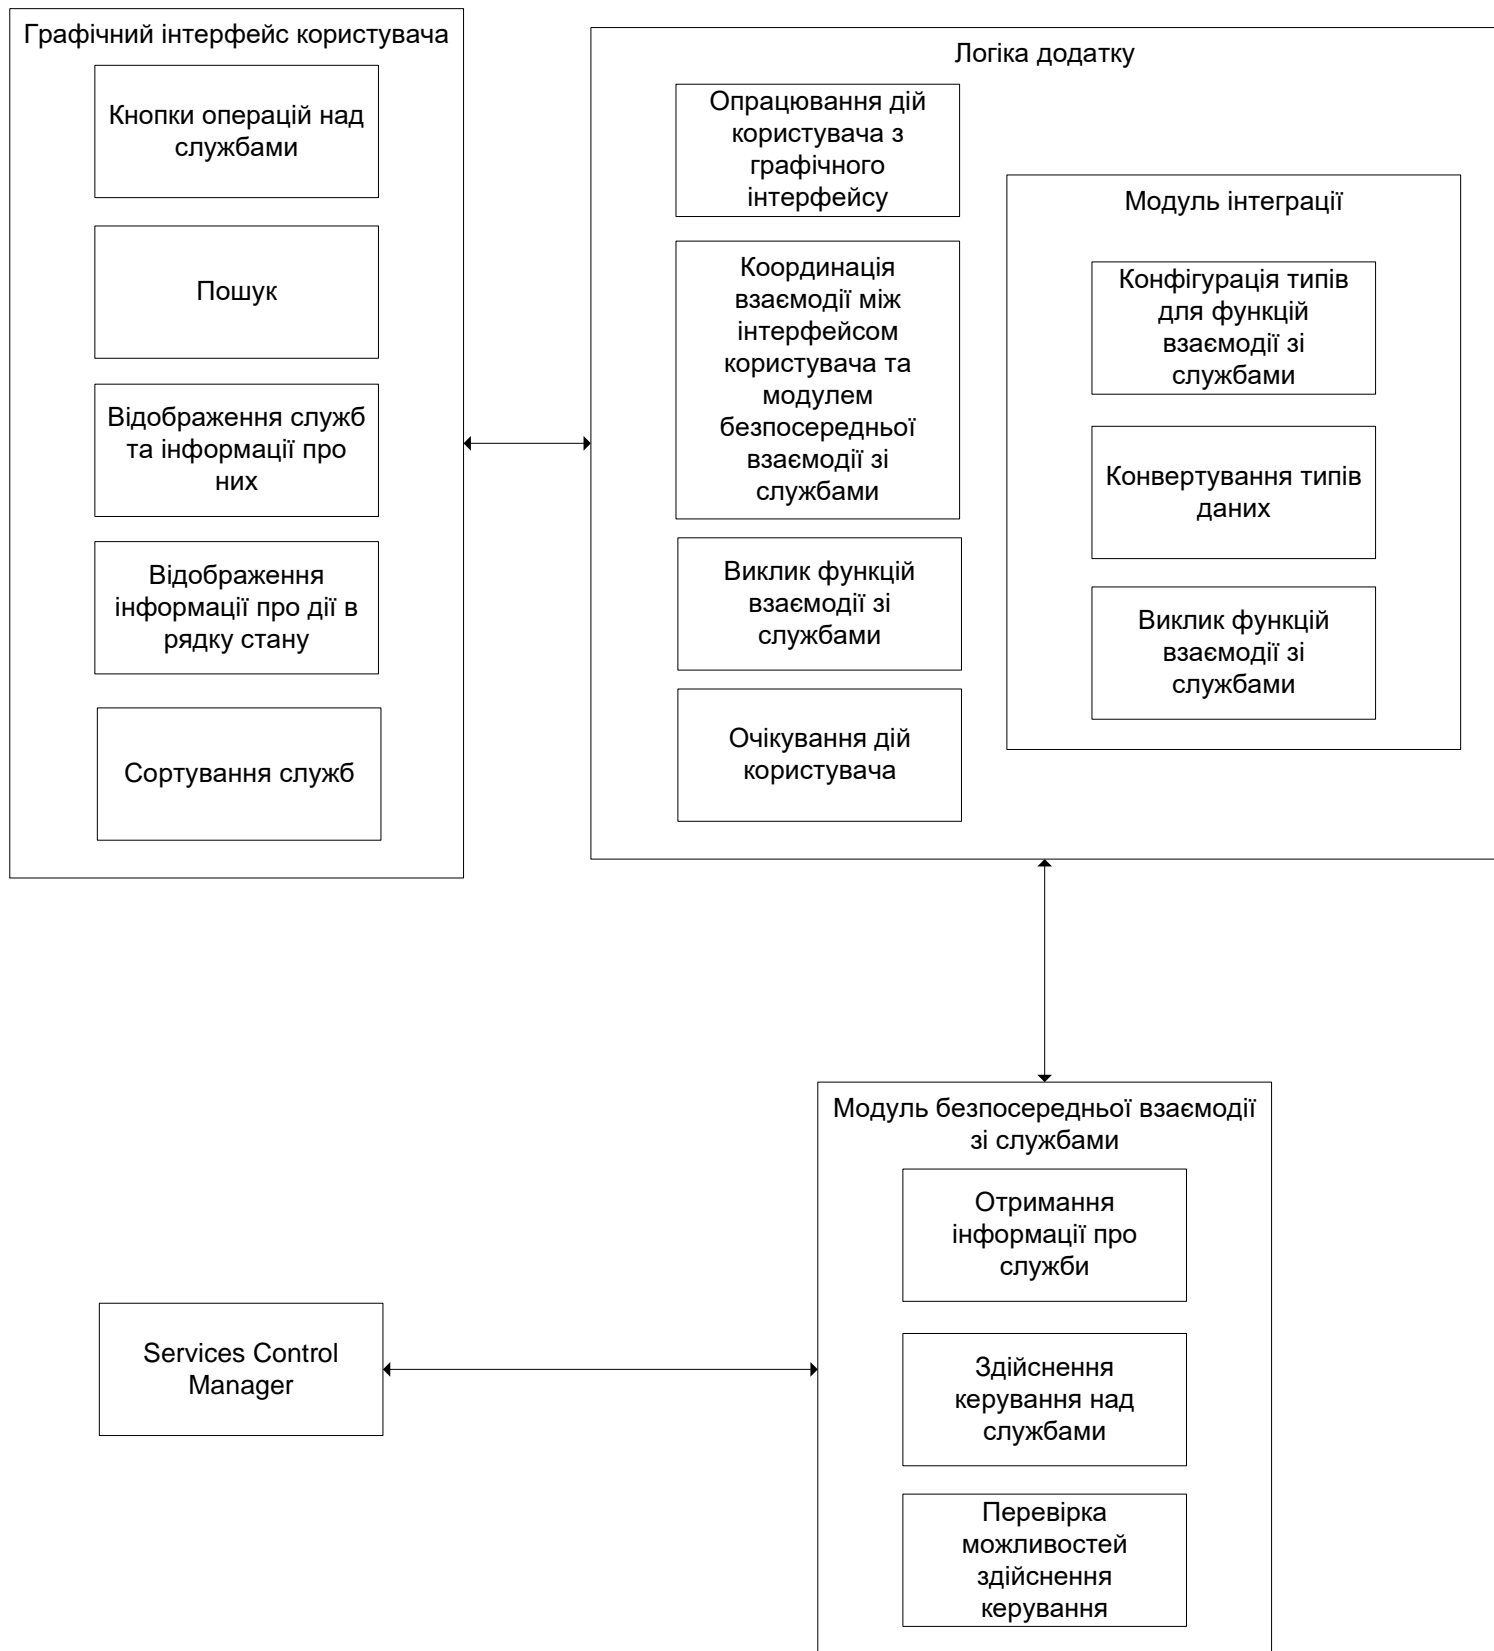 Графічний інтерфейс користувача
Кнопки операцій над
службами
Пошук
Відображення служб
та інформації про
них
Відображення
інформації про дії в
рядку стану
Сортування служб
Логіка додатку
Опрацювання дій
користувача з
графічного
інтерфейсу
Координація
взаємодії між
інтерфейсом
користувача та
модулем
безпосередньої
взаємодії зі
службами
Виклик функцій
взаємодії зі
службами
Очікування дій
користувача
Модуль інтеграції
Конфігурація типів
для функцій
взаємодії зі
службами
Конвертування типів
даних
Виклик функцій
взаємодії зі
службами
Модуль безпосередньої взаємодії
зі службами
Отримання
інформації про
служби
Здійснення
керування над
службами
Перевірка
можливостей
здійснення
керування
Services Control
Manager